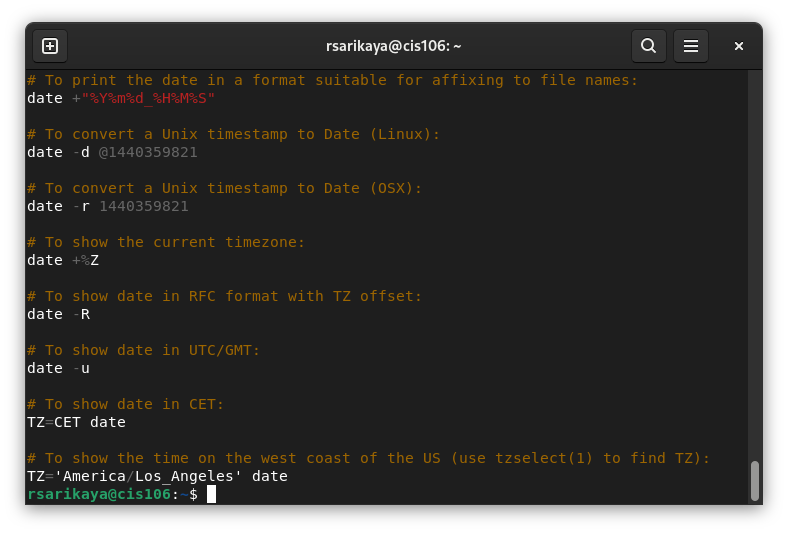 rsarikaya@cis106: ~
# To print the date in a format suitable for affixing to file names:
date +"%Y%m%d_%H%M%S"
# To convert a Unix timestamp to Date (Linux):
date -d @1440359821
# To convert a Unix timestamp to Date (OSX):
date -r 1440359821
# To show the current timezone:
date +%Z
# To show date in RFC format with TZ offset:
date -R
# To show date in UTC/GMT:
date -u
# To show date in CET:
TZ=CET date
# To show the time on the west coast of the US (use tzselect(1) to find TZ):
TZ='America/Los_Angeles' date
rsarikaya@cis106:~$